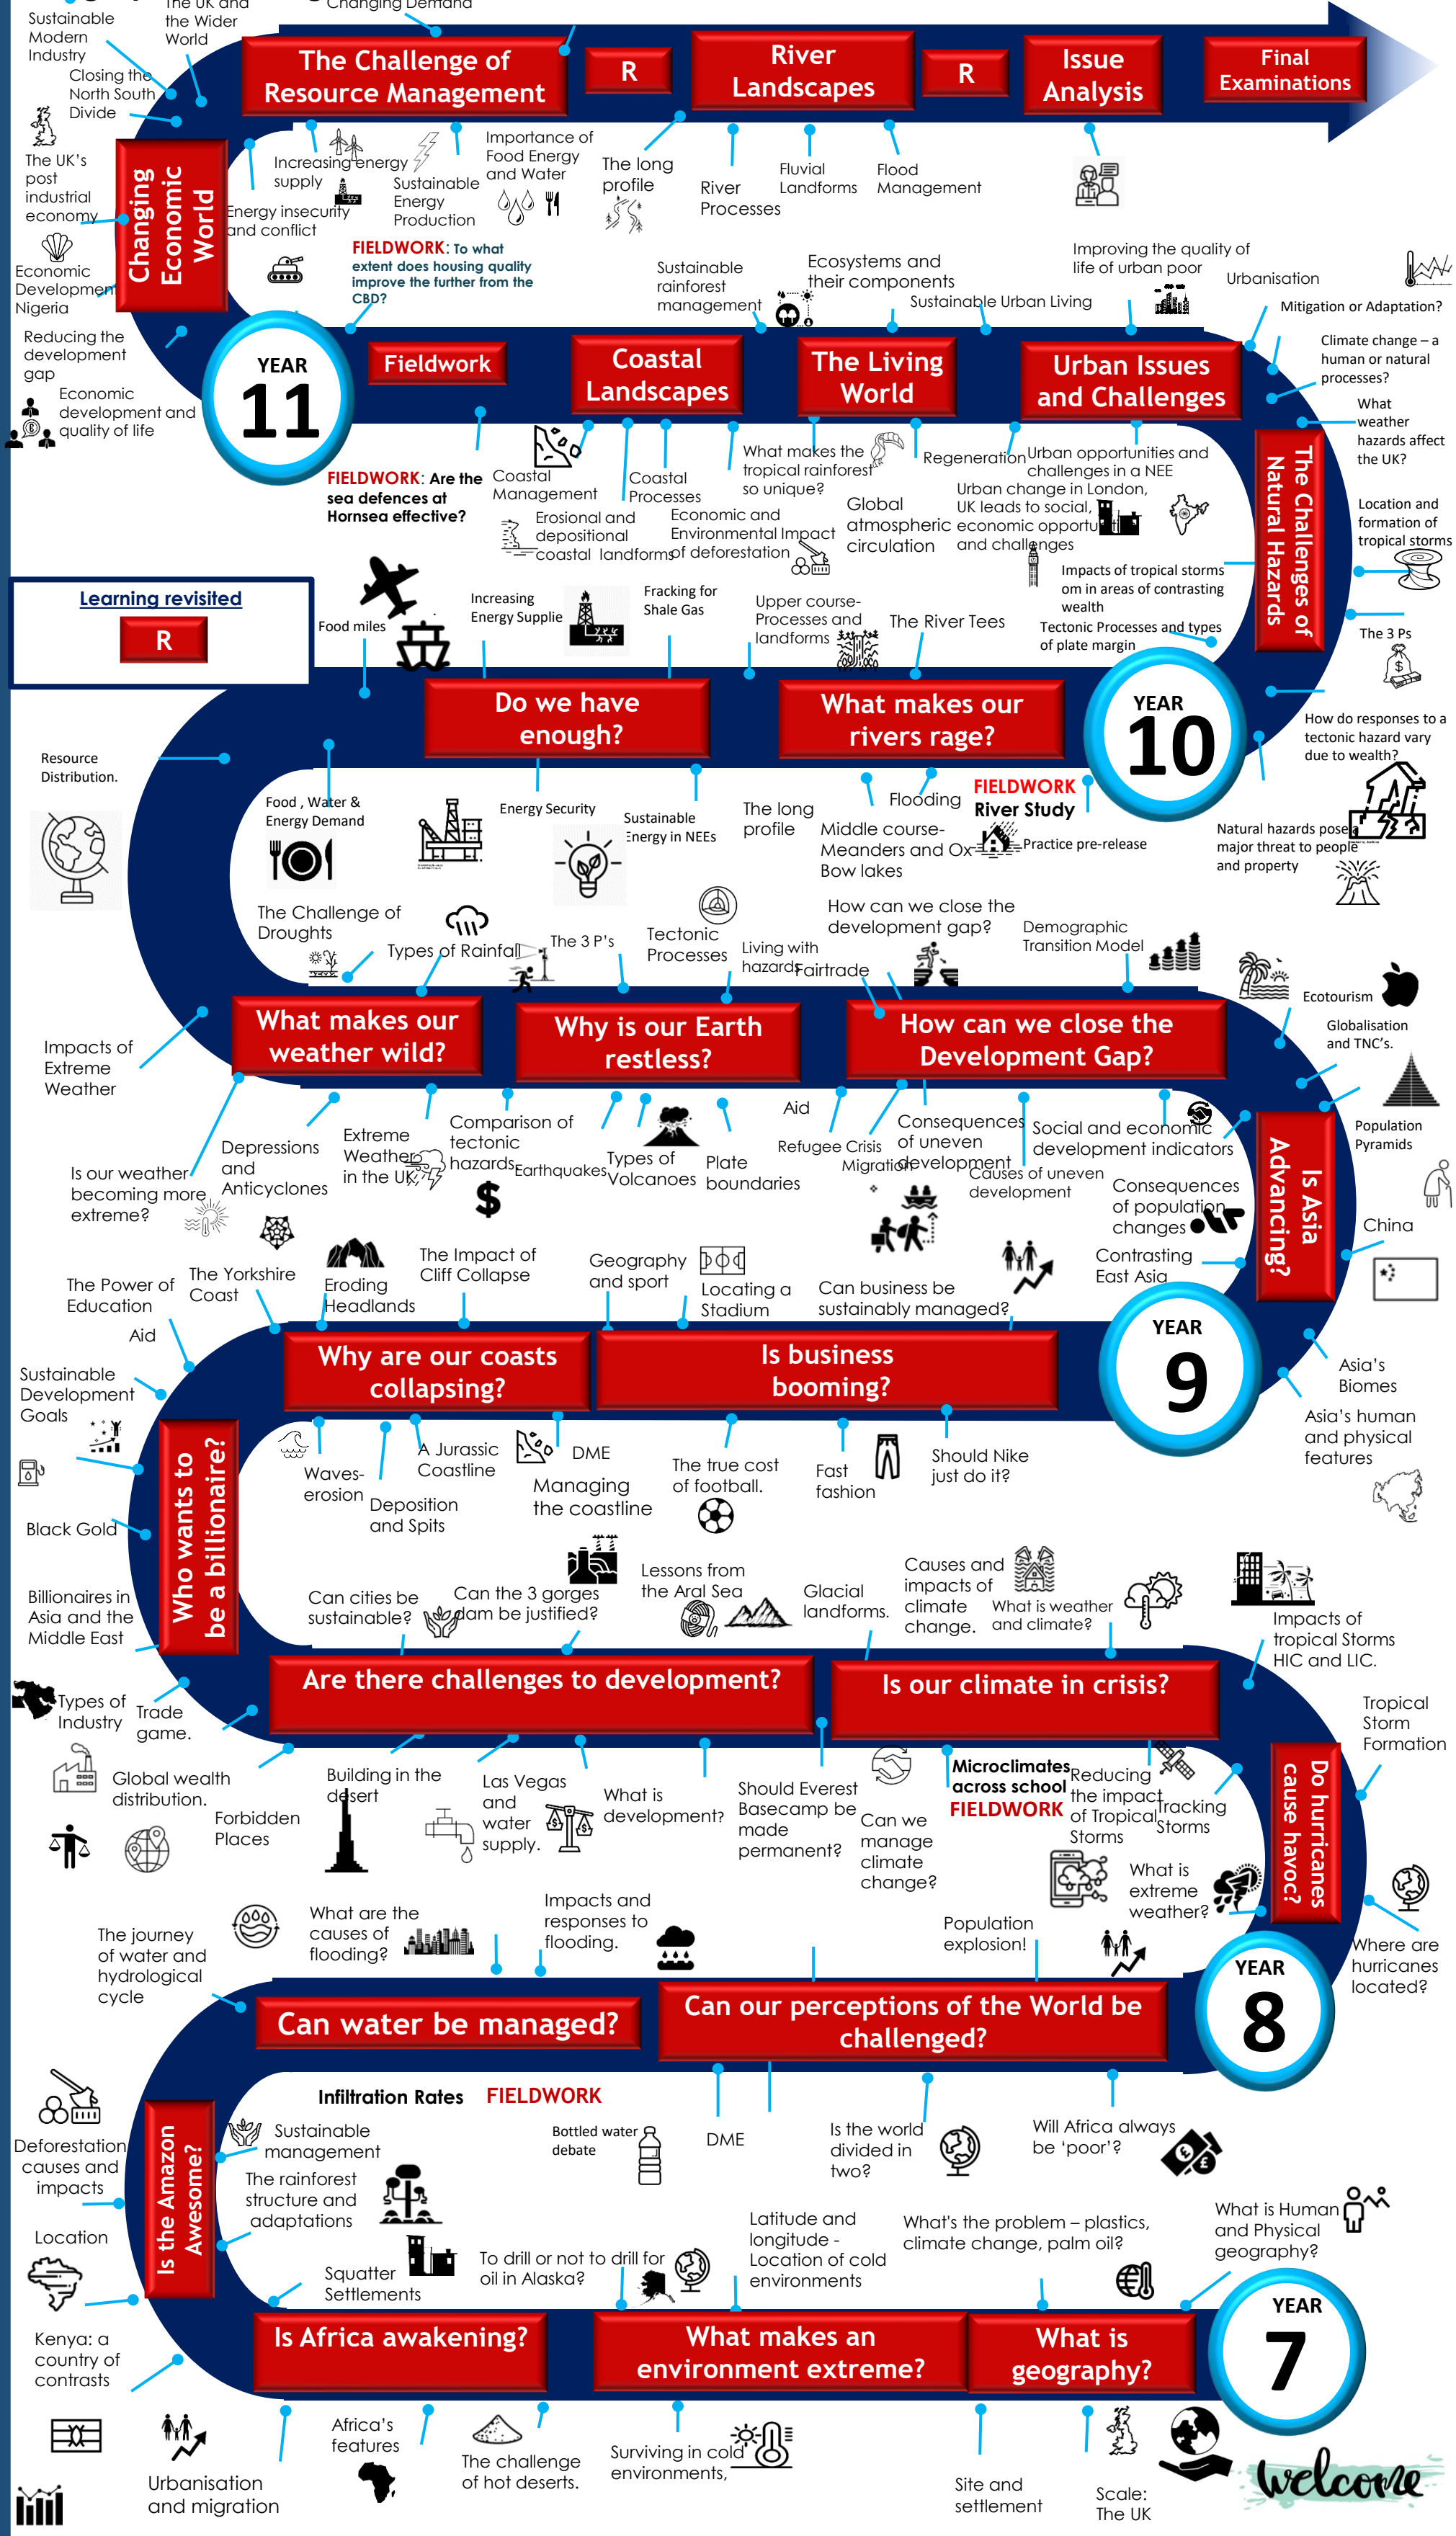 Changing Demand
The UK and
the Wider
World
Sustainable
Modern
Industry
Closing the
North South
Divide
The Challenge of
Resource Management
R
River
Landscapes
R
Issue
Analysis
Final
Examinations
The UK's
post
industrial
economy
Changing
Economic
World
Increasing energy
supply
Energy insecurity
and conflict
Sustainable
Energy
Production
Importance of
Food Energy
and Water
The long
profile
River
Processes
Fluvial
Landforms
Flood
Management
Economic
Development
Nigeria
Reducing the
development
gap
Economic
development and
quality of life
FIELDWORK: To what
extent does housing quality
improve the further from the
CBD?
Sustainable
rainforest
management
Ecosystems and
their components
Sustainable Urban Living
Improving the quality of
life of urban poor
Urbanisation
Mitigation or Adaptation?
Climate change – a
human or natural
processes?
What
weather
hazards affect
the UK?
YEAR
11
Fieldwork
Coastal
Landscapes
The Living
World
Urban Issues
and Challenges
The Challenges of
Natural Hazards
FIELDWORK: Are the
sea defences at
Hornsea effective?
Coastal
Management
Erosional and
depositional
coastal landforms
Coastal
Processes
Economic and
Environmental Impact
of deforestation
What makes the
tropical rainforest
so unique?
Global
atmospheric
circulation
Regeneration
Urban opportunities and
challenges in a NEE
Urban change in London,
UK leads to social,
economic
and challenges
Impacts of tropical storms
om in areas of contrasting
wealth
Tectonic Processes and types
of plate margin
Location and
formation of
tropical storms
The 3 Ps
How do responses to a
tectonic hazard vary
due to wealth?
Natural hazards pose a
major threat to people
and property
Learning revisited
R
Food miles
Increasing
Energy Supplie
Fracking for
Shale Gas
Upper course-
Processes and
landforms
The River Tees
YEAR
10
Do we have
enough?
What makes our
rivers rage?
Resource
Distribution.
Food , Water &
Energy Demand
Energy Security
Sustainable
Energy in NEEs
The long
profile
Middle course-
Meanders and Ox
Bow lakes
Flooding
FIELDWORK
River Study
Practice pre-release
The Challenge of
Droughts
Types of Rainfall
The 3 P's
Tectonic
Processes
Living with
hazards
Fairtrade
How can we close the
development gap?
Demographic
Transition Model
Ecotourism
Globalisation
and TNC's.
Population
Pyramids
What makes our
weather wild?
Why is our Earth
restless?
How can we close the
Development Gap?
Is Asia
Advancing?
Impacts of
Extreme
Weather
Is our weather
becoming more
extreme?
Depressions
and
Anticyclones
Extreme
Weather
in the UK
Comparison of
tectonic
hazards
Earthquakes
Types of
Volcanoes
Plate
boundaries
Aid
Refugee Crisis
Migration
Consequences
of uneven
development
Causes of uneven
development
Social and economic
development indicators
Consequences
of population
changes
Contrasting
East Asia
China
Asia's
Biomes
Asia's human
and physical
features
YEAR
9
The Power of
Education
Aid
Sustainable
Development
Goals
The Yorkshire
Coast
Eroding
Headlands
The Impact of
Cliff Collapse
Geography
and sport
Locating a
Stadium
Can business be
sustainably managed?
Why are our coasts
collapsing?
Is business
booming?
Who wants to
be a billionaire?
Waves-
erosion
Deposition
and Spits
A Jurassic
Coastline
DME
Managing
the coastline
The true cost
of football.
Fast
fashion
Should Nike
just do it?
Black Gold
Billionaires in
Asia and the
Middle East
Types of
Industry
Trade
game.
Global wealth
distribution.
Can cities be
sustainable?
Can the 3 gorges
dam be justified?
Lessons from
the Aral Sea
Glacial
landforms.
Causes and
impacts of
climate
change.
What is weather
and climate?
Impacts of
tropical Storms
HIC and LIC.
Tropical
Storm
Formation
Are there challenges to development?
Is our climate in crisis?
Do hurricanes
cause havoc?
Forbidden
Places
Building in the
desert
Las Vegas
and
water
supply.
What is
development?
Should Everest
Basecamp be
made
permanent?
Can we
manage
climate
change?
Microclimates
across school
FIELDWORK
Reducing
the impact
of Tropical
Storms
Tracking
Storms
What is
extreme
weather?
Where are
hurricanes
located?
YEAR
8
The journey
of water and
hydrological
cycle
What are the
causes of
flooding?
Impacts and
responses to
flooding.
Population
explosion!
Can water be managed?
Can our perceptions of the World be
challenged?
Infiltration Rates FIELDWORK
Bottled water
debate
DME
Is the world
divided in
two?
Will Africa always
be 'poor'?
Is the Amazon
Awesome?
Deforestation
causes and
impacts
Location
Sustainable
management
The rainforest
structure and
adaptations
Squatter
Settlements
To drill or not to drill for
oil in Alaska?
Latitude and
longitude -
Location of cold
environments
What's the problem – plastics,
climate change, palm oil?
What is Human
and Physical
geography?
Kenya: a
country of
contrasts
Is Africa awakening?
What makes an
environment extreme?
What is
geography?
YEAR
7
Urbanisation
and migration
Africa's
features
The challenge
of hot deserts.
Surviving in cold
environments,
Site and
settlement
Scale:
The UK
welcome